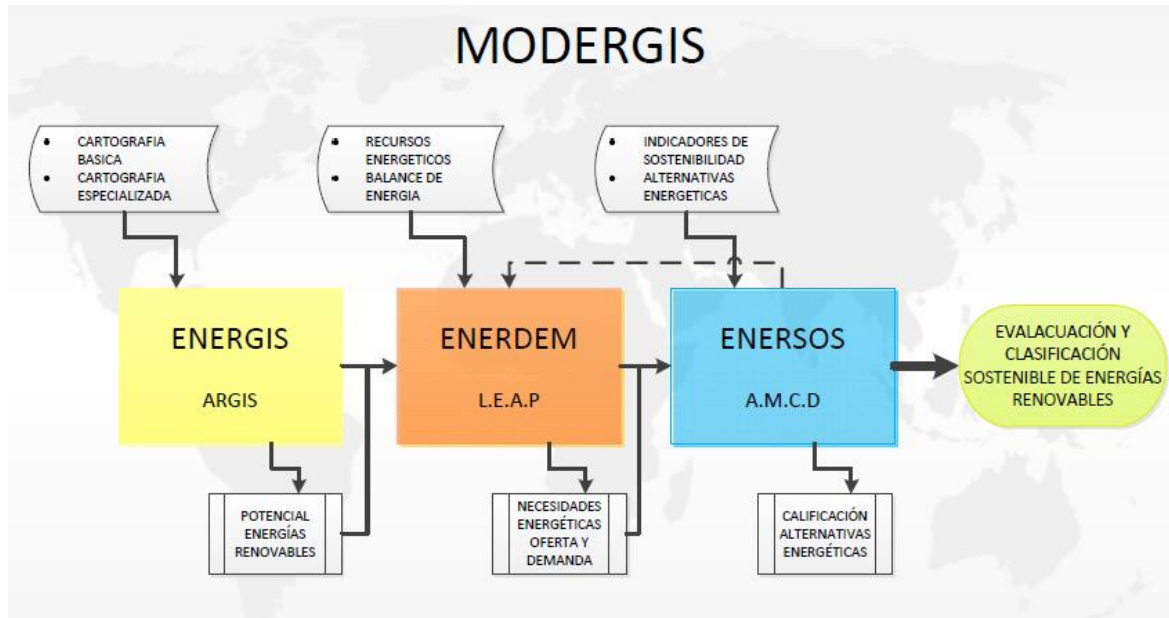 MODERGIS
• CARTOGRAFIA
BASICA
• CARTOGRAFIA
ESPECIALIZADA
• RECURSOS
ENERGETICOS
• BALANCE DE
ENERGIA
• INDICADORES DE
SOSTENIBILIDAD
• ALTERNATIVAS
ENERGETICAS
ENERGIS
ARGIS
ENERDEM
L.E.A.P
ENERSOS
A.M.C.D
EVALACUACIÓN Y
CLASIFICACIÓN
SOSTENIBLE DE ENERGÍAS
RENOVABLES
POTENCIAL
ENERGÍAS
RENOVABLES
NECESIDADES
ENERGÉTICAS
OFERTA Y
DEMANDA
CALIFICACIÓN
ALTERNATIVAS
ENERGÉTICAS